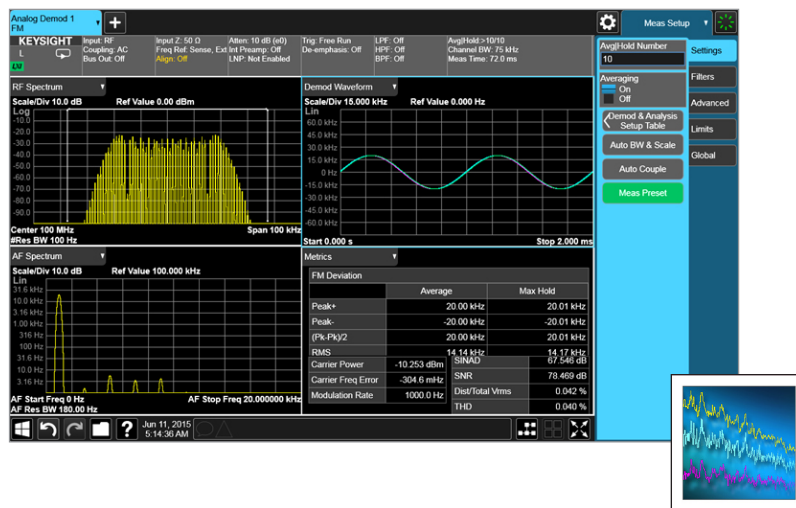 Analog Demod 1
FM
Meas Setup
KEYSIGHT
L
LXI
Input: RF
Coupling: AC
Bus Out: Off
Input Z: 50 Ω
Freq Ref: Sense, Ext
Align: Off
Atten: 10 dB (e0)
Int Preamp: Off
LNP: Not Enabled
Trig: Free Run
De-emphasis: Off
LPF: Off
HPF: Off
BPF: Off
Avg|Hold:>10/10
Channel BW: 75 kHz
Meas Time: 72.0 ms
Avg|Hold Number
10
Averaging
On
Off
Demod & Analysis
Setup Table
Auto BW & Scale
Auto Couple
Meas Preset
Settings
Filters
Advanced
Limits
Global
RF Spectrum
Scale/Div 10.0 dB Ref Value 0.00 dBm
Log
-10.0
-20.0
-30.0
-40.0
-50.0
-60.0
-70.0
-80.0
-90.0
Center 100 MHz Span 100 kHz
#Res BW 100 Hz
Demod Waveform
Scale/Div 15.000 kHz Ref Value 0.000 Hz
Lin
60.0 kHz
45.0 kHz
30.0 kHz
15.0 kHz
0 Hz
-15.0 kHz
-30.0 kHz
-45.0 kHz
-60.0 kHz
Start 0.000 s Stop 2.000 ms
AF Spectrum
Scale/Div 10.0 dB Ref Value 100.000 kHz
Lin
31.6 kHz
10.0 kHz
3.16 kHz
1.00 kHz
316 Hz
100 Hz
31.6 Hz
10.0 Hz
3.16 Hz
AF Start Freq 0 Hz AF Stop Freq 20.000000 kHz
AF Res BW 180.00 Hz
Metrics
FM Deviation
Average Max Hold
Peak+ 20.00 kHz 20.01 kHz
Peak- -20.00 kHz -20.01 kHz
(Pk-Pk)/2 20.00 kHz 20.01 kHz
RMS 14.14 kHz 14.17 kHz
Carrier Power -10.253 dBm
Carrier Freq Error -304.6 mHz
Modulation Rate 1000.0 Hz
SINAD 67.546 dB
SNR 78.469 dB
Dist/Total Vrms 0.042 %
THD 0.040 %
?
Jun 11, 2015
5:14:36 AM